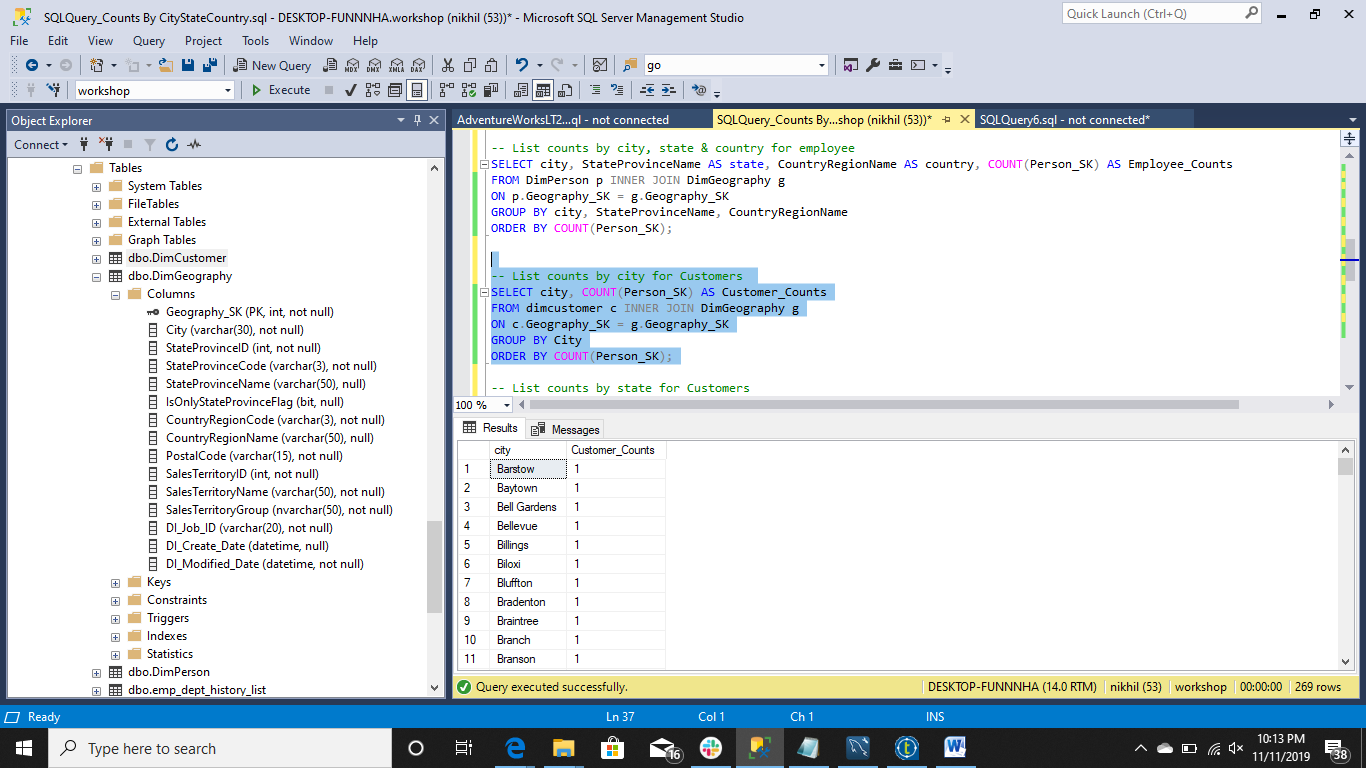 SQLQuery_Counts By CityStateCountry.sql - DESKTOP-FUNNNHA.workshop (nikhil (53))* - Microsoft SQL Server Management Studio
Quick Launch (Ctrl+Q)
File Edit View Query Project Tools Window Help
New Query MDX DMX XMLA DAX go
workshop Execute
Object Explorer
Connect
Tables
System Tables
FileTables
External Tables
Graph Tables
dbo.DimCustomer
dbo.DimGeography
Columns
Geography_SK (PK, int, not null)
City (varchar(30), not null)
StateProvinceID (int, not null)
StateProvinceCode (varchar(3), not null)
StateProvinceName (varchar(50), null)
IsOnlyStateProvinceFlag (bit, null)
CountryRegionCode (varchar(3), not null)
CountryRegionName (varchar(50), null)
PostalCode (varchar(15), not null)
SalesTerritoryID (int, not null)
SalesTerritoryName (varchar(50), not null)
SalesTerritoryGroup (nvarchar(50), not null)
DI_Job_ID (varchar(20), not null)
DI_Create_Date (datetime, null)
DI_Modified_Date (datetime, not null)
Keys
Constraints
Triggers
Indexes
Statistics
dbo.DimPerson
dbo.emp_dept_history_list
AdventureWorksLT2...ql - not connected SQLQuery_Counts By...shop (nikhil (53))* SQLQuery6.sql - not connected*
-- List counts by city, state & country for employee
SELECT city, StateProvinceName AS state, CountryRegionName AS country, COUNT(Person_SK) AS Employee_Counts
FROM DimPerson p INNER JOIN DimGeography g
ON p.Geography_SK = g.Geography_SK
GROUP BY city, StateProvinceName, CountryRegionName
ORDER BY COUNT(Person_SK);
-- List counts by city for Customers
SELECT city, COUNT(Person_SK) AS Customer_Counts
FROM dimcustomer c INNER JOIN DimGeography g
ON c.Geography_SK = g.Geography_SK
GROUP BY City
ORDER BY COUNT(Person_SK);
-- List counts by state for Customers
100 %
Results Messages
city Customer_Counts
1 Barstow 1
2 Baytown 1
3 Bell Gardens 1
4 Bellevue 1
5 Billings 1
6 Biloxi 1
7 Bluffton 1
8 Bradenton 1
9 Braintree 1
10 Branch 1
11 Branson 1
Query executed successfully. DESKTOP-FUNNNHA (14.0 RTM) nikhil (53) workshop 00:00:00 269 rows
Ready Ln 37 Col 1 Ch 1 INS
Type here to search 16 10:13 PM
11/11/2019 38